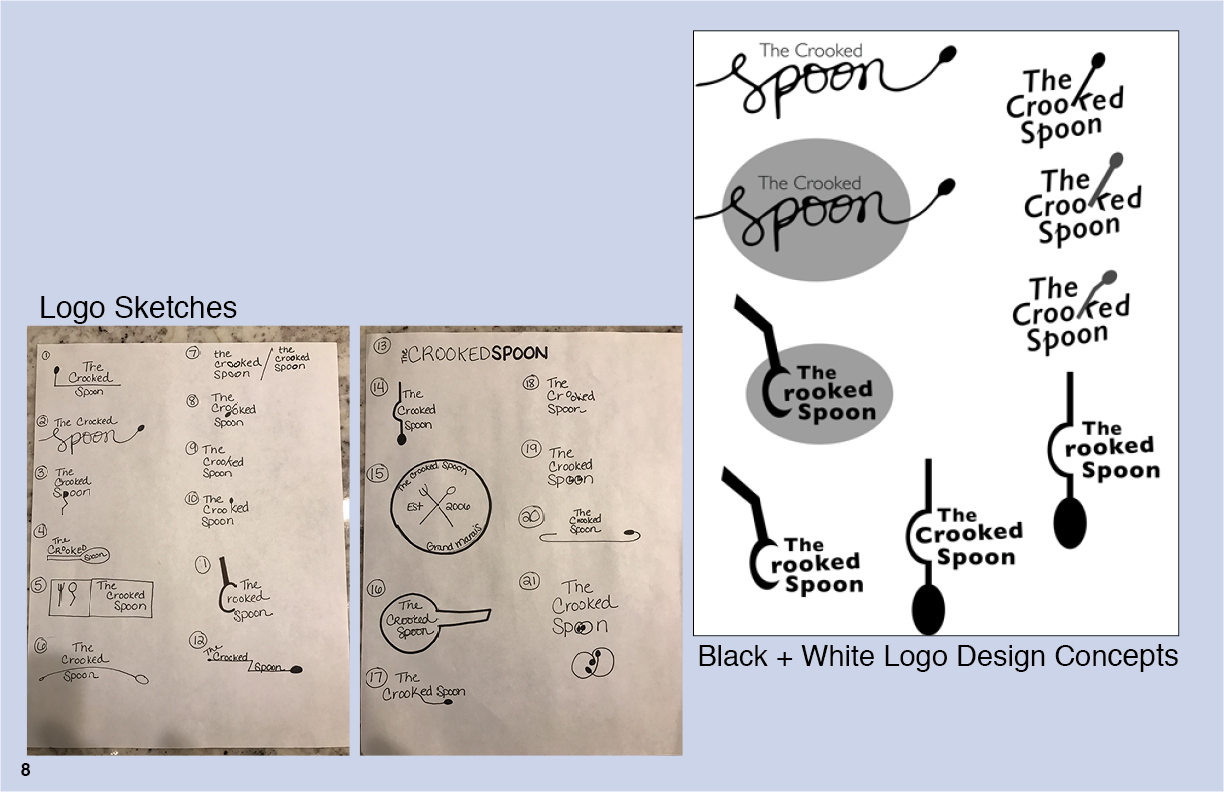 Logo Sketches
1
The
Crooked
Spoon
2
The Crooked
Spoon
3
The
Crooked
Spoon
4
The
Crooked
Spoon
5
The
Crooked
Spoon
6
The
Crooked
Spoon
7
the
crooked
spoon
the
crooked
spoon
8
The
Crooked
Spoon
9
The
Crooked
Spoon
10
The
Crooked
Spoon
1
The
Crooked
Spoon
12
The
Crooked
Spoon
13
The CROOKEDSPOON
14
The
Crooked
Spoon
15
The Crooked Spoon
Est 2006
Grand Marais
16
The
Crooked
Spoon
17
The
Crooked Spoon
18
The
Crooked
Spoon
19
The
Crooked
Spoon
20
The
Crooked
Spoon
21
The
Crooked
Spoon
The Crooked
spoon
The Crooked
spoon
The
Crooked
Spoon
The
Crooked
Spoon
The
Crooked
Spoon
The
Crooked
Spoon
The
Crooked
Spoon
The
Crooked
Spoon
The
Crooked
Spoon
Black + White Logo Design Concepts
8